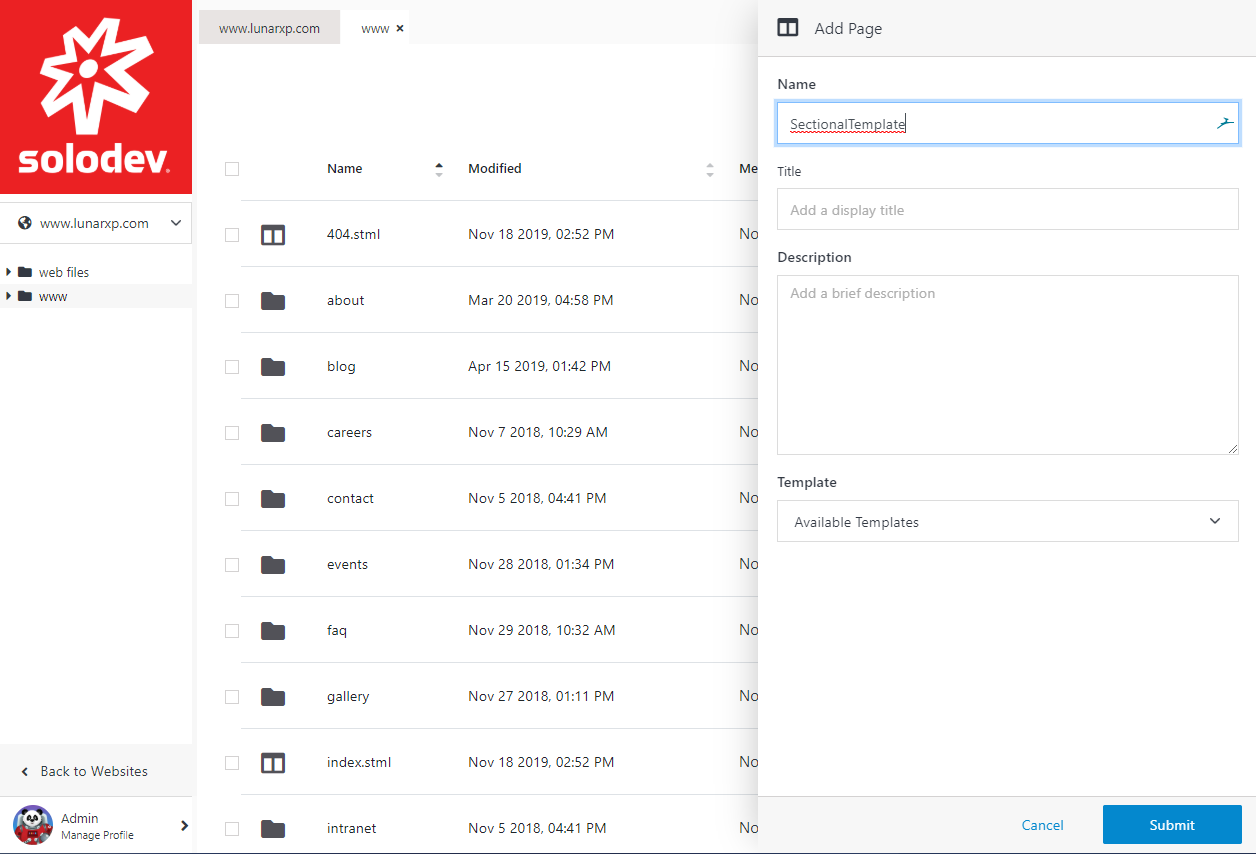 solodev.
www.lunarxp.com
web files
www
Back to Websites
Admin
Manage Profile
www.lunarxp.com www ×
Name Modified Me
404.stml Nov 18 2019, 02:52 PM No
about Mar 20 2019, 04:58 PM No
blog Apr 15 2019, 01:42 PM No
careers Nov 7 2018, 10:29 AM No
contact Nov 5 2018, 04:41 PM No
events Nov 28 2018, 01:34 PM No
faq Nov 29 2018, 10:32 AM No
gallery Nov 27 2018, 01:11 PM No
index.stml Nov 18 2019, 02:52 PM No
intranet Nov 5 2018, 04:41 PM No
Add Page
Name
SectionalTemplate
Title
Add a display title
Description
Add a brief description
Template
Available Templates
Cancel Submit